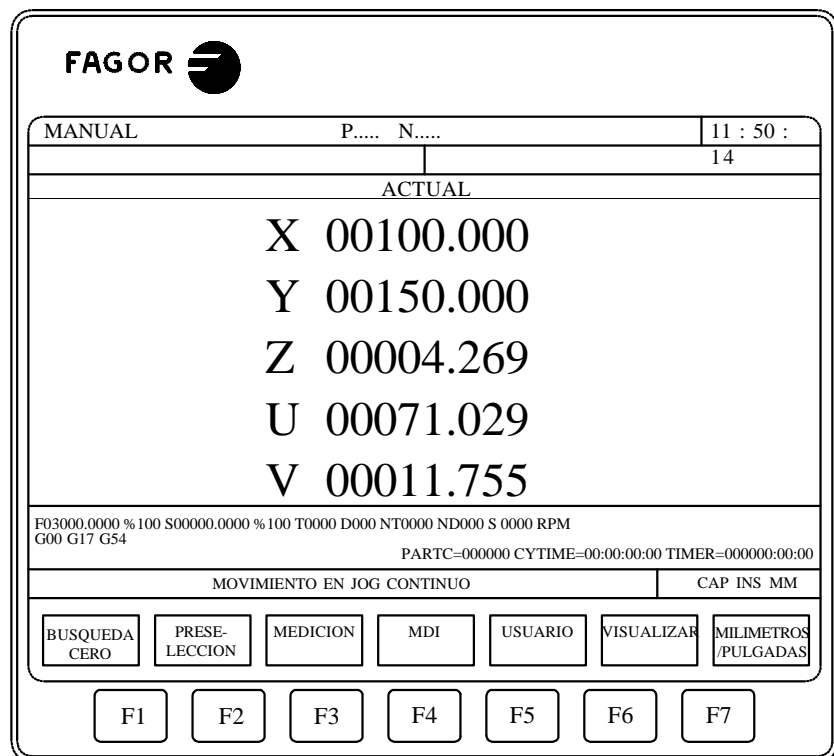 FAGOR
MANUAL P..... N..... 11 : 50 : 14
ACTUAL
X 00100.000
Y 00150.000
Z 00004.269
U 00071.029
V 00011.755
F03000.0000 %100 S00000.0000 %100 T0000 D000 NT0000 ND000 S 0000 RPM
G00 G17 G54
PARTC=000000 CYTIME=00:00:00:00 TIMER=000000:00:00
MOVIMIENTO EN JOG CONTINUO CAP INS MM
BUSQUEDA CERO
PRESE-LECCION
MEDICION
MDI
USUARIO
VISUALIZAR
MILIMETROS /PULGADAS
F1 F2 F3 F4 F5 F6 F7